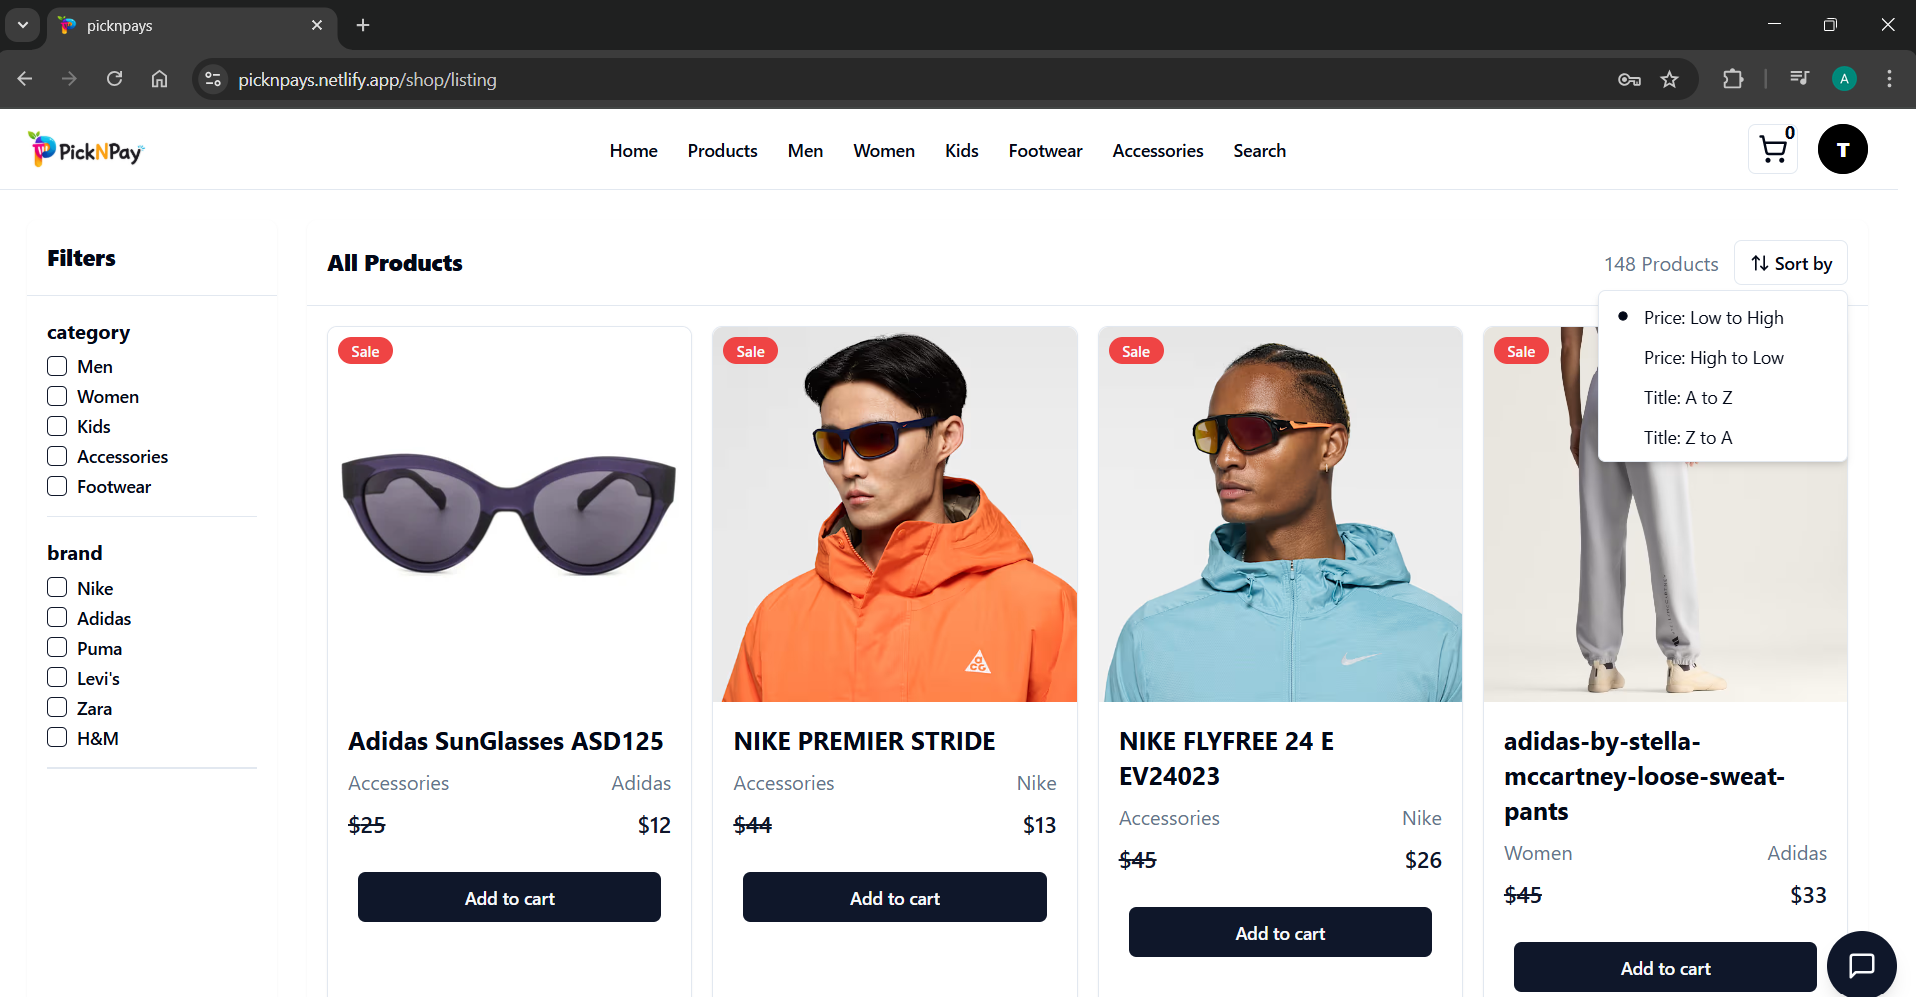 picknpays
picknpays.netlify.app/shop/listing
A
PickNPay
Home Products Men Women Kids Footwear Accessories Search
0
T
Filters
category
Men
Women
Kids
Accessories
Footwear
brand
Nike
Adidas
Puma
Levi's
Zara
H&M
All Products
148 Products
Sort by
Price: Low to High
Price: High to Low
Title: A to Z
Title: Z to A
Sale
Adidas SunGlasses ASD125
Accessories Adidas
$25 $12
Add to cart
Sale
NIKE PREMIER STRIDE
Accessories Nike
$44 $13
Add to cart
Sale
NIKE FLYFREE 24 E
EV24023
Accessories Nike
$45 $26
Add to cart
Sale
adidas-by-stella-
mccartney-loose-sweat-
pants
Women Adidas
$45 $33
Add to cart